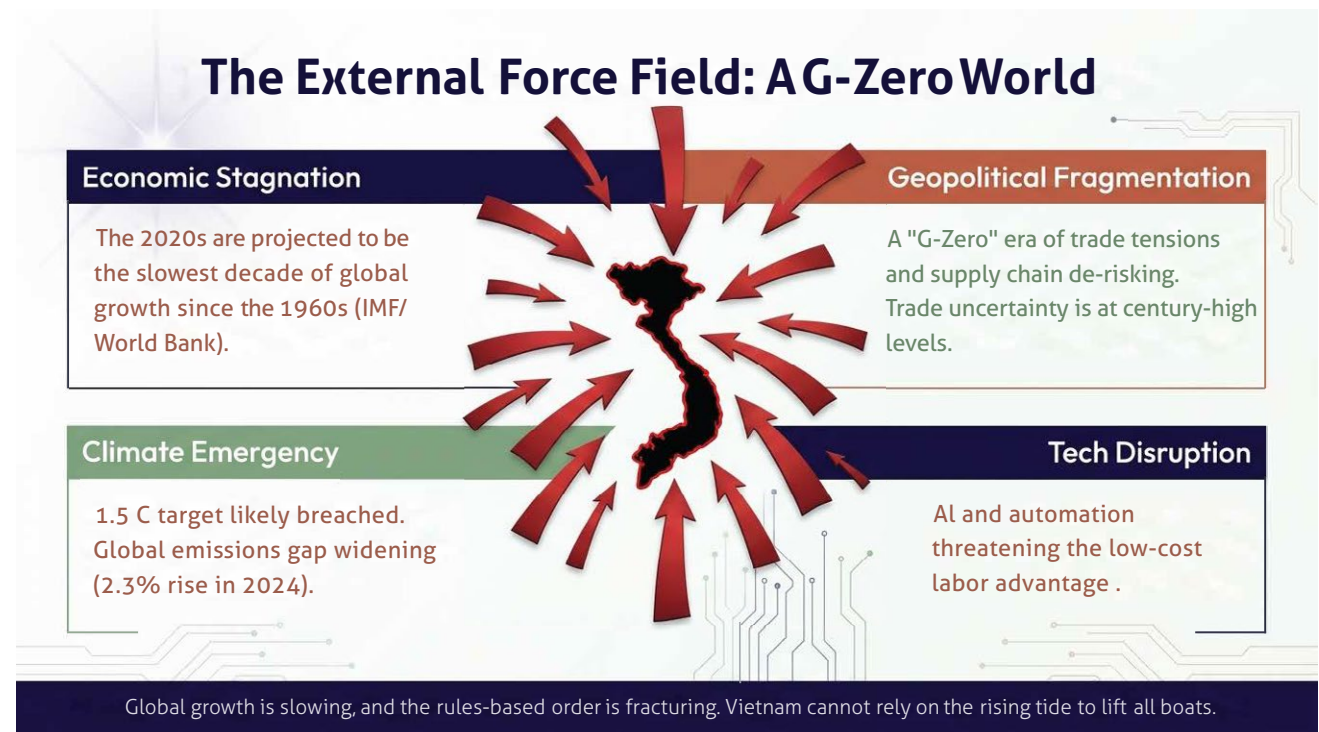 The External Force Field: A G-Zero World
Economic Stagnation
The 2020s are projected to be
the slowest decade of global
growth since the 1960s (IMF/
World Bank).
Geopolitical Fragmentation
A "G-Zero" era of trade tensions
and supply chain de-risking.
Trade uncertainty is at century-high
levels.
Climate Emergency
1.5 C target likely breached.
Global emissions gap widening
(2.3% rise in 2024).
Tech Disruption
AI and automation
threatening the low-cost
labor advantage .
Global growth is slowing, and the rules-based order is fracturing. Vietnam cannot rely on the rising tide to lift all boats.